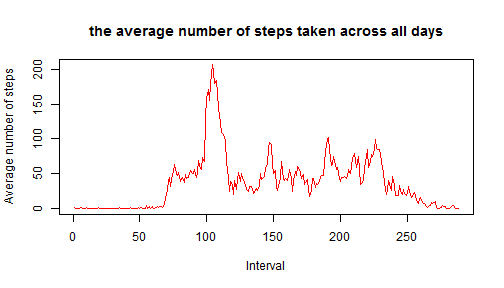 the average number of steps taken across all days
Average number of steps
200
150
100
50
0
0 50 100 150 200 250
Interval